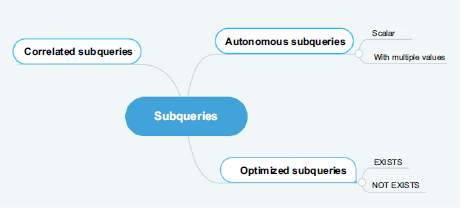 Correlated subqueries
Autonomous subqueries
Scalar
With multiple values
Subqueries
Optimized subqueries
EXISTS
NOT EXISTS